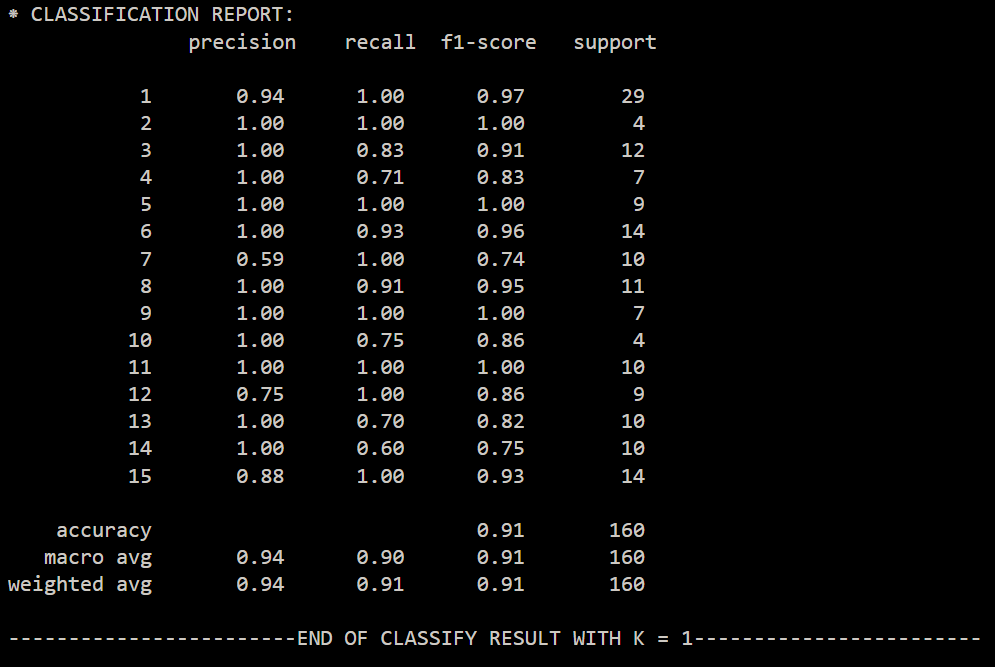 * CLASSIFICATION REPORT:
precision recall f1-score support
1 0.94 1.00 0.97 29
2 1.00 1.00 1.00 4
3 1.00 0.83 0.91 12
4 1.00 0.71 0.83 7
5 1.00 1.00 1.00 9
6 1.00 0.93 0.96 14
7 0.59 1.00 0.74 10
8 1.00 0.91 0.95 11
9 1.00 1.00 1.00 7
10 1.00 0.75 0.86 4
11 1.00 1.00 1.00 10
12 0.75 1.00 0.86 9
13 1.00 0.70 0.82 10
14 1.00 0.60 0.75 10
15 0.88 1.00 0.93 14
accuracy 0.91 160
macro avg 0.94 0.90 0.91 160
weighted avg 0.94 0.91 0.91 160
------------------------END OF CLASSIFY RESULT WITH K = 1------------------------